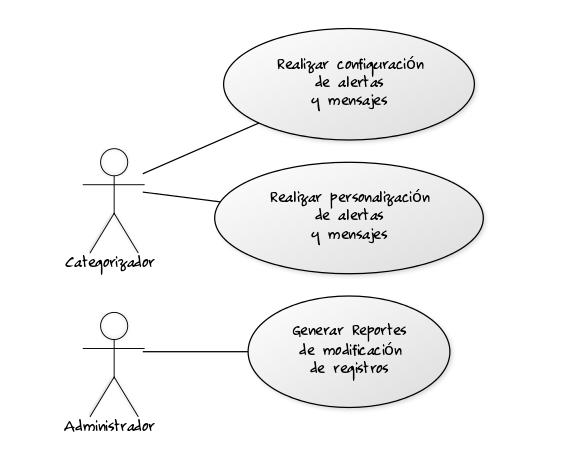 Realizar configuración
de alertas
y mensajes
Realizar personalización
de alertas
y mensajes
Categorizador
Generar Reportes
de modificación
de registros
Administrador